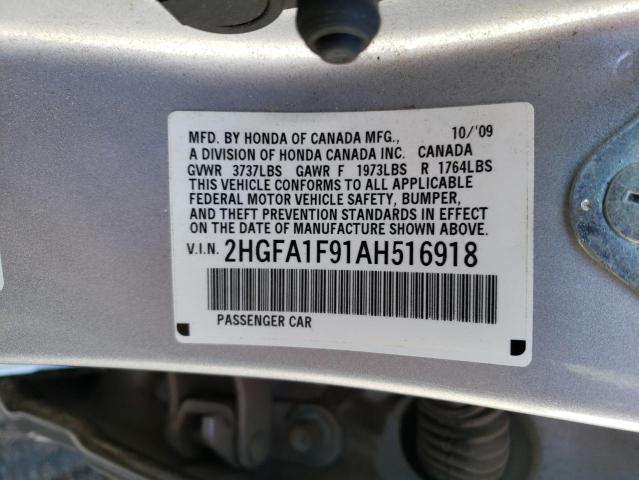 MFD. BY HONDA OF CANADA MFG., 10/'09
A DIVISION OF HONDA CANADA INC. CANADA
GVWR 3737LBS GAWR F 1973LBS R 1764LBS
THIS VEHICLE CONFORMS TO ALL APPLICABLE
FEDERAL MOTOR VEHICLE SAFETY, BUMPER,
AND THEFT PREVENTION STANDARDS IN EFFECT
ON THE DATE OF MANUFACTURE SHOWN ABOVE.
V.I.N. 2HGFA1F91AH516918
PASSENGER CAR